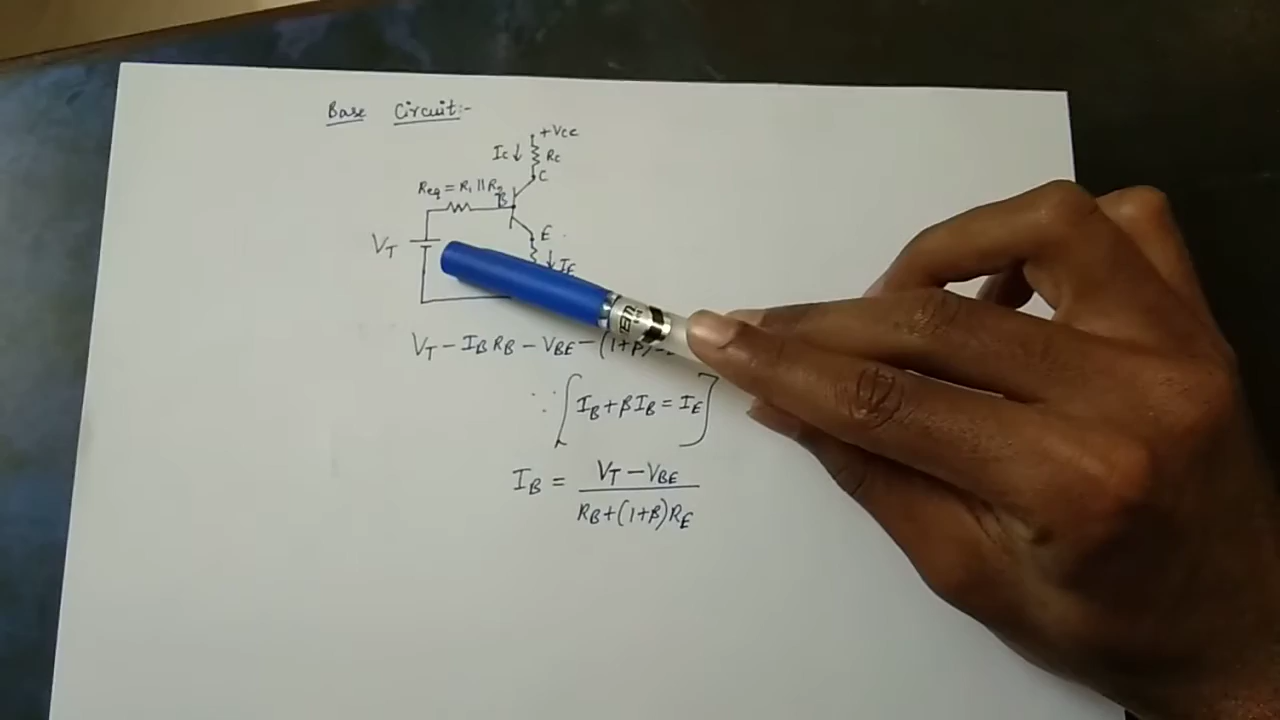 Base Circuit:-
+Vcc
Ic↓ Rc
C
Req = R1 || R2
B
VT
E
↓ IE
VT - IB RB - VBE - (1+β)
∵ [IB + βIB = IE]
IB = VT - VBE / RB + (1+β)RE